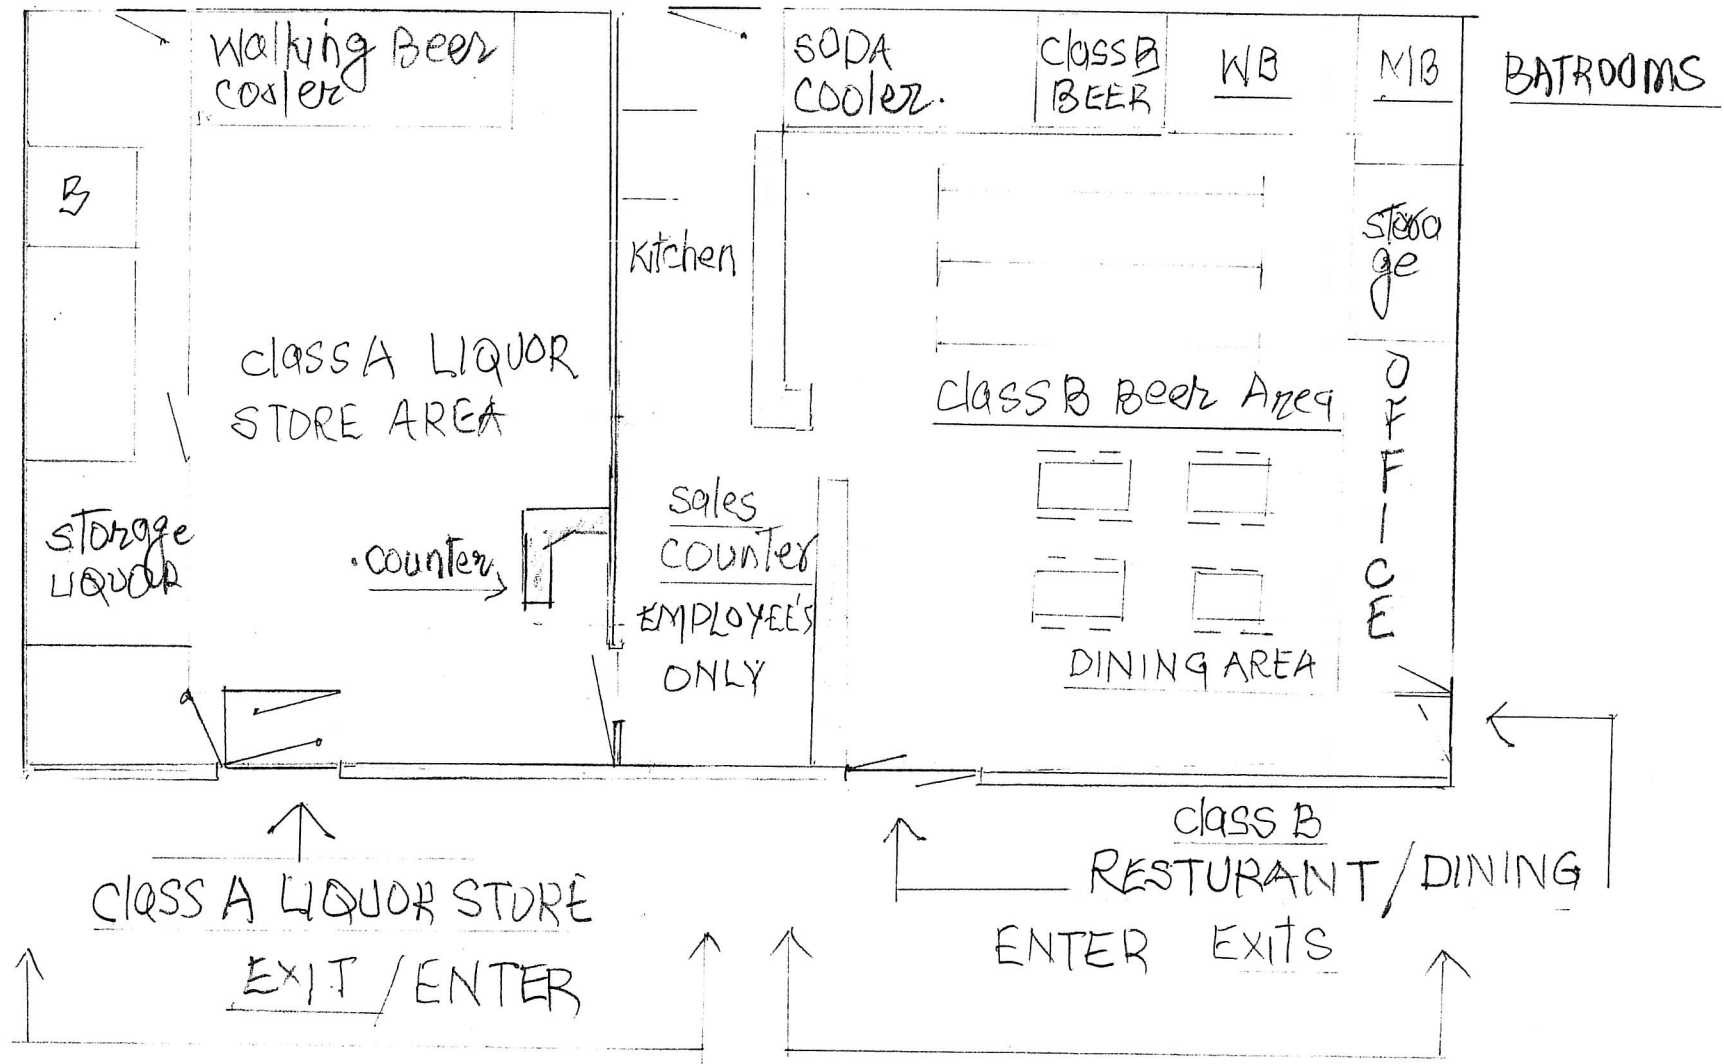 Walking Beer
Cooler
SODA
Cooler.
Class B
BEER
WB
MB
BATROOMS
B
Kitchen
Stora
ge
Class A LIQUOR
STORE AREA
Class B Beer Area
OFFICE
Storage
LIQUOR
Counter
Sales
Counter
EMPLOYEE'S
ONLY
DINING AREA
Class A LIQUOR STORE
EXIT / ENTER
Class B
RESTURANT / DINING
ENTER EXITS